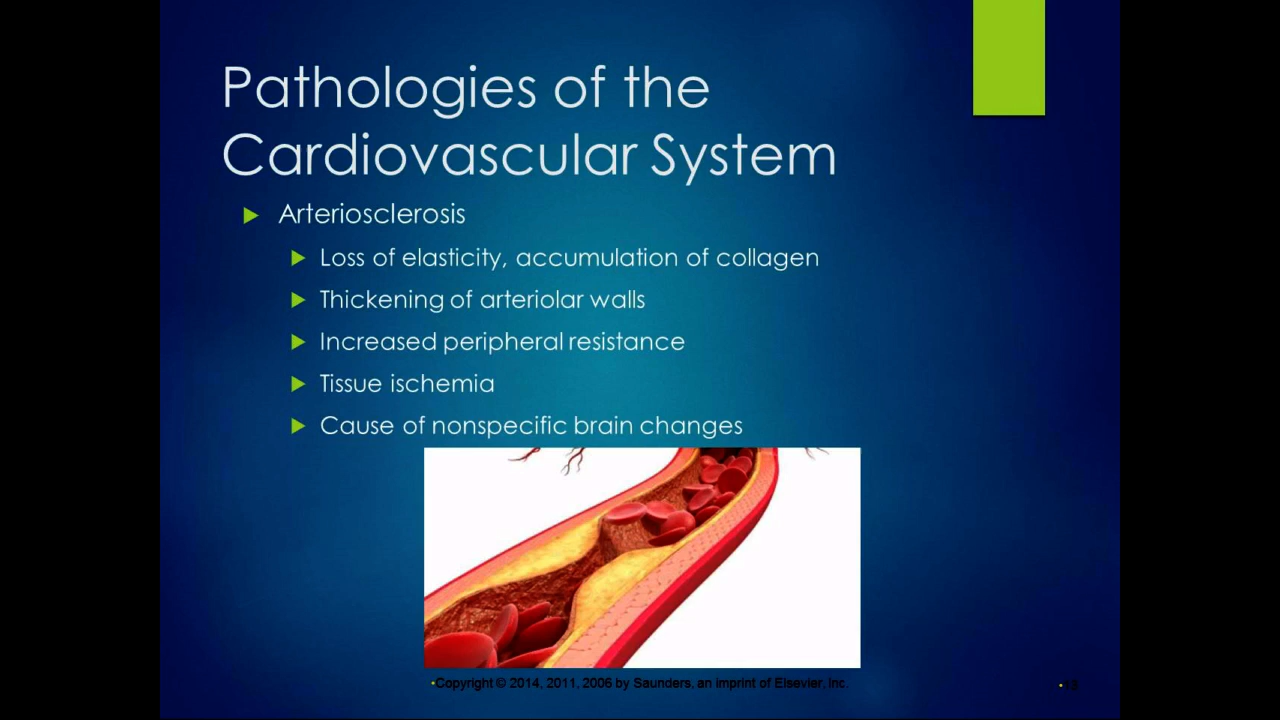 Pathologies of the
Cardiovascular System
Arteriosclerosis
Loss of elasticity, accumulation of collagen
Thickening of arteriolar walls
Increased peripheral resistance
Tissue ischemia
Cause of nonspecific brain changes
•Copyright © 2014, 2011, 2006 by Saunders, an imprint of Elsevier, Inc.